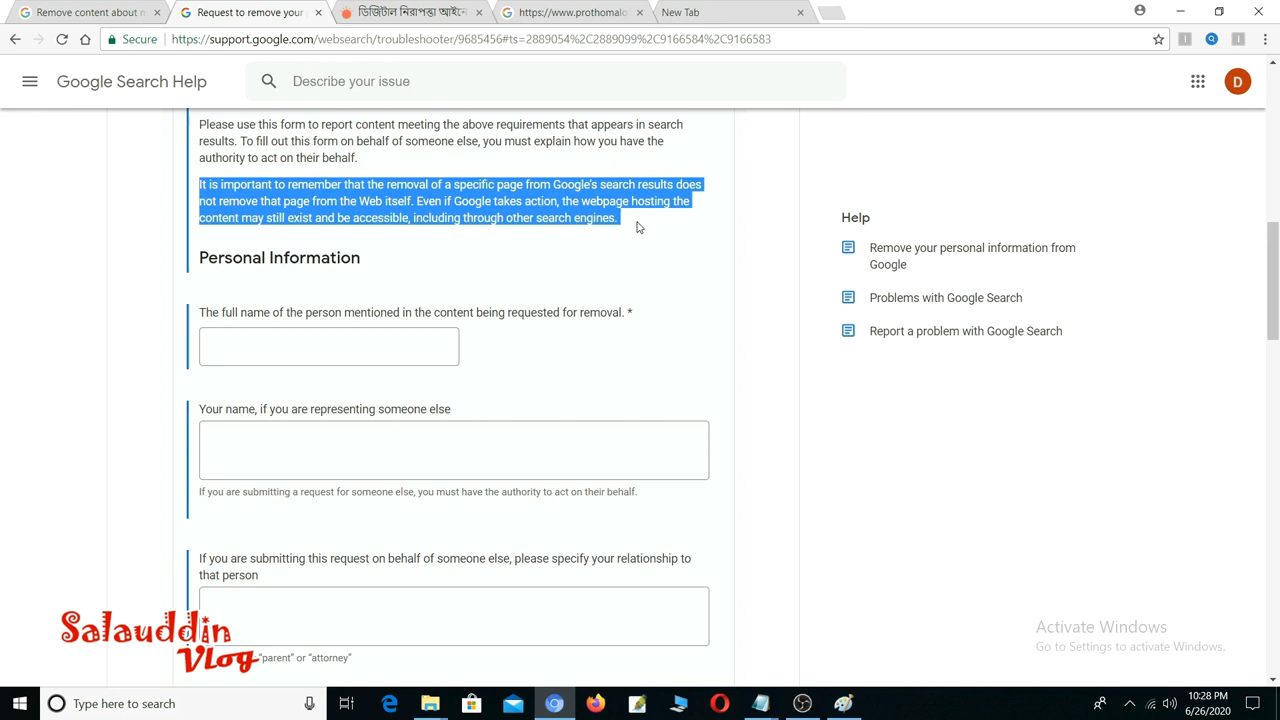 Remove content about m
Request to remove your
ডিজিটাল নিরাপত্তা আইনে
https://www.prothomalo
New Tab
Secure
https://support.google.com/websearch/troubleshooter/9685456#ts=2889054%2C2889099%2C9166584%2C9166583
Google Search Help
Describe your issue
D
Please use this form to report content meeting the above requirements that appears in search
results. To fill out this form on behalf of someone else, you must explain how you have the
authority to act on their behalf.
It is important to remember that the removal of a specific page from Google's search results does
not remove that page from the Web itself. Even if Google takes action, the webpage hosting the
content may still exist and be accessible, including through other search engines.
Personal Information
The full name of the person mentioned in the content being requested for removal. *
Your name, if you are representing someone else
If you are submitting a request for someone else, you must have the authority to act on their behalf.
If you are submitting this request on behalf of someone else, please specify your relationship to
that person
"parent" or "attorney"
Help
Remove your personal information from
Google
Problems with Google Search
Report a problem with Google Search
Salauddin
Vlog
Activate Windows
Go to Settings to activate Windows.
Type here to search
10:28 PM
6/26/2020